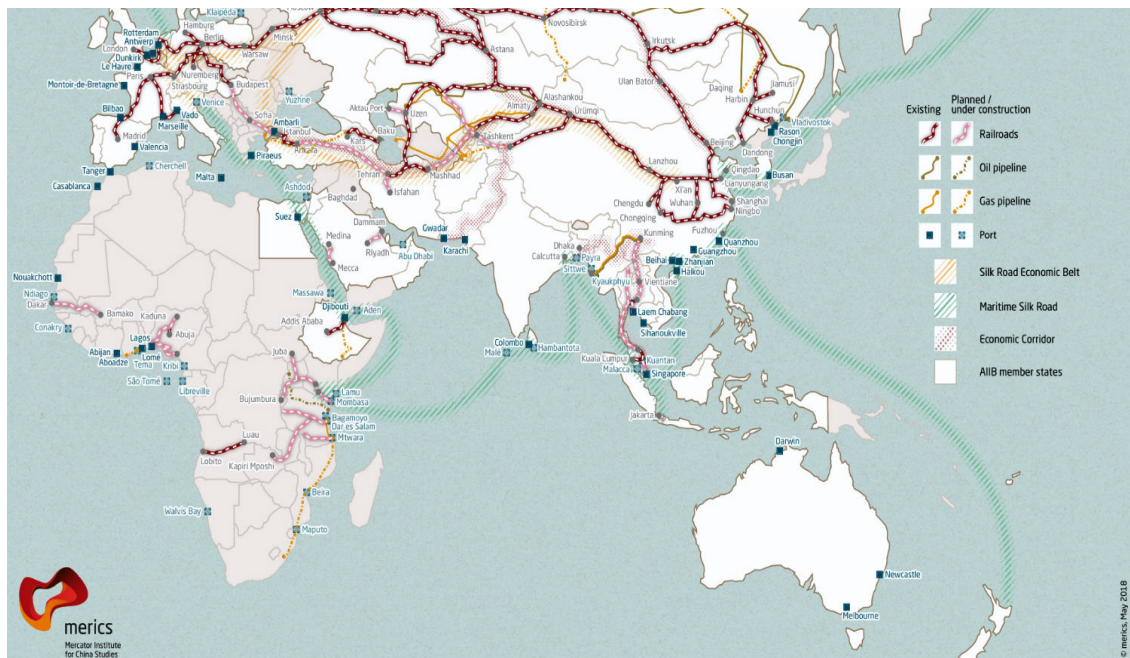 Klaipėda
Hamburg
Rotterdam
Antwerp
Berlin
Minsk
London
Dunkirk
Warsaw
Le Havre
Paris
Nuremberg
Montoir-de-Bretagne
Strasbourg
Budapest
Venice
Yuzhne
Bilbao
Vado
Marseille
Sofia
Madrid
Valencia
Ambarli
Istanbul
Ankara
Kars
Baku
Piraeus
Tanger
Casablanca
Cherchell
Malta
Novosibirsk
Astana
Irkutsk
Ulan Bator
Aktau Port
Uzen
Almaty
Alashankou
Ürümqi
Tashkent
Tehran
Mashhad
Isfahan
Daqing
Jiamusi
Harbin
Hunchun
Vladivostok
Rason
Chongjin
Beijing
Dandong
Lanzhou
Qingdao
Lianyungang
Busan
Xi'an
Wuhan
Shanghai
Ningbo
Chengdu
Chongqing
Fuzhou
Quanzhou
Guangzhou
Kunming
Beihai
Zhanjian
Haikou
Ashdod
Baghdad
Suez
Dammam
Medina
Riyadh
Abu Dhabi
Mecca
Gwadar
Karachi
Dhaka
Calcutta
Payra
Sittwe
Kyaukphyu
Vientiane
Laem Chabang
Sihanoukville
Nouakchott
Ndiago
Dakar
Bamako
Kaduna
Conakry
Abuja
Lagos
Lomé
Abijan
Aboadze
Tema
Kribi
São Tomé
Libreville
Massawa
Djibouti
Aden
Addis Ababa
Juba
Colombo
Hambantota
Malé
Kuala Lumpur
Kuantan
Malacca
Singapore
Jakarta
Bujumbura
Lamu
Mombasa
Bagamoyo
Dar es Salam
Mtwara
Luau
Lobito
Kapiri Mposhi
Beira
Walvis Bay
Maputo
Darwin
Newcastle
Melbourne
Existing
Planned /
under construction
Railroads
Oil pipeline
Gas pipeline
Port
Silk Road Economic Belt
Maritime Silk Road
Economic Corridor
AIIB member states
merics
Mercator Institute
for China Studies
© merics, May 2018